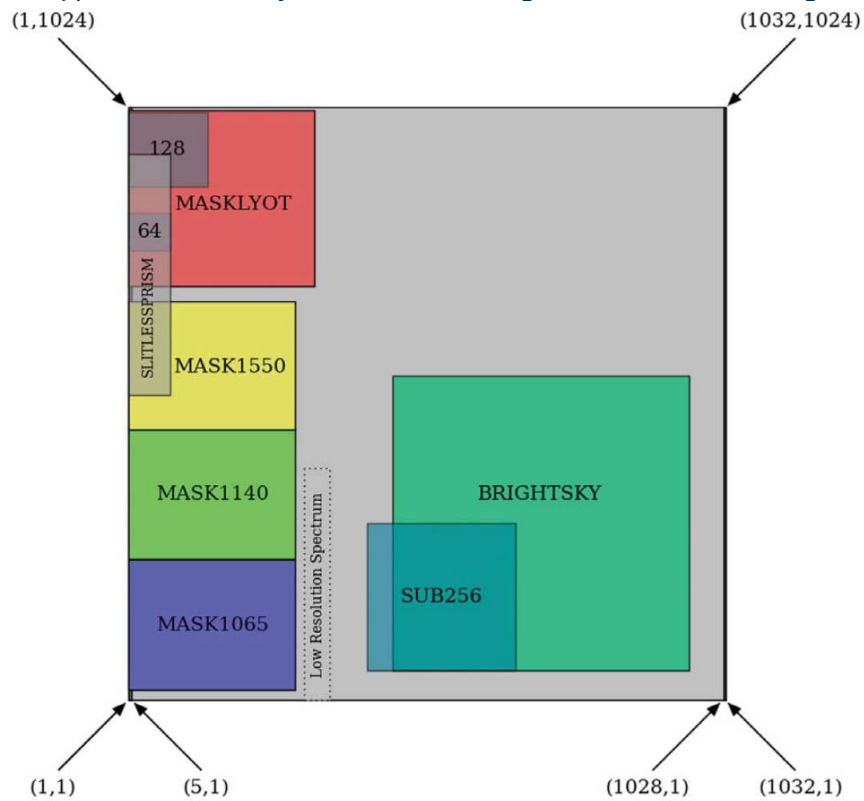 (1,1024)
(1032,1024)
128
MASKLYOT
64
SLITLESSPRISM
MASK1550
MASK1140
BRIGHTSKY
Low Resolution Spectrum
SUB256
MASK1065
(1,1)
(5,1)
(1028,1)
(1032,1)